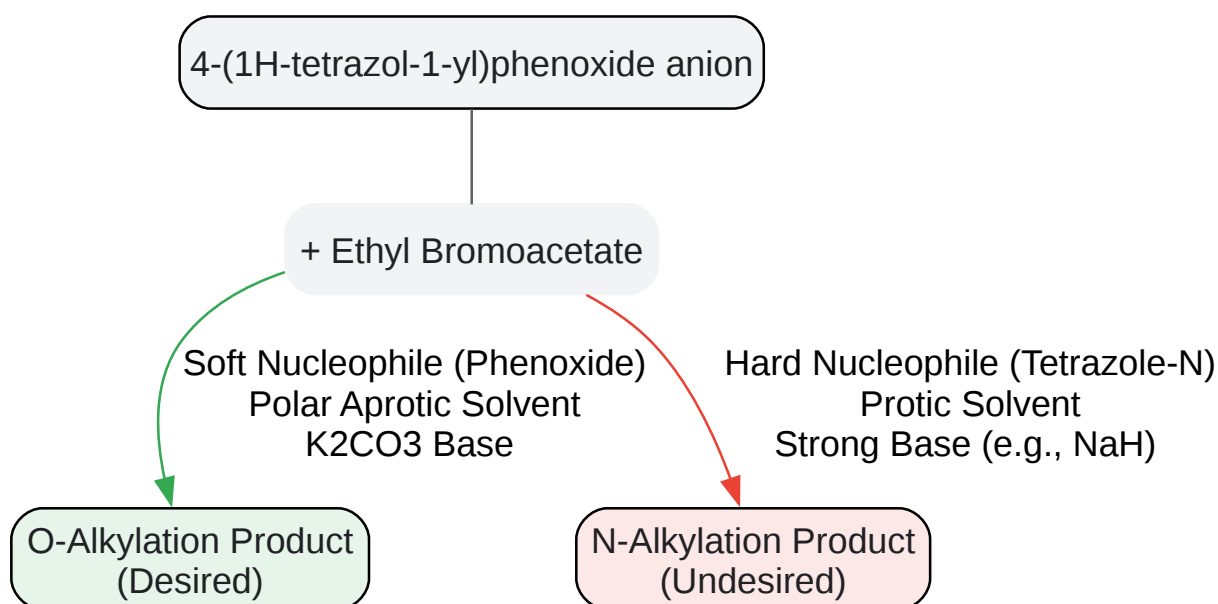 4-(1H-tetrazol-1-yl)phenoxide anion
+ Ethyl Bromoacetate
Soft Nucleophile (Phenoxide)
Polar Aprotic Solvent
K2CO3 Base
Hard Nucleophile (Tetrazole-N)
Protic Solvent
Strong Base (e.g., NaH)
O-Alkylation Product
(Desired)
N-Alkylation Product
(Undesired)